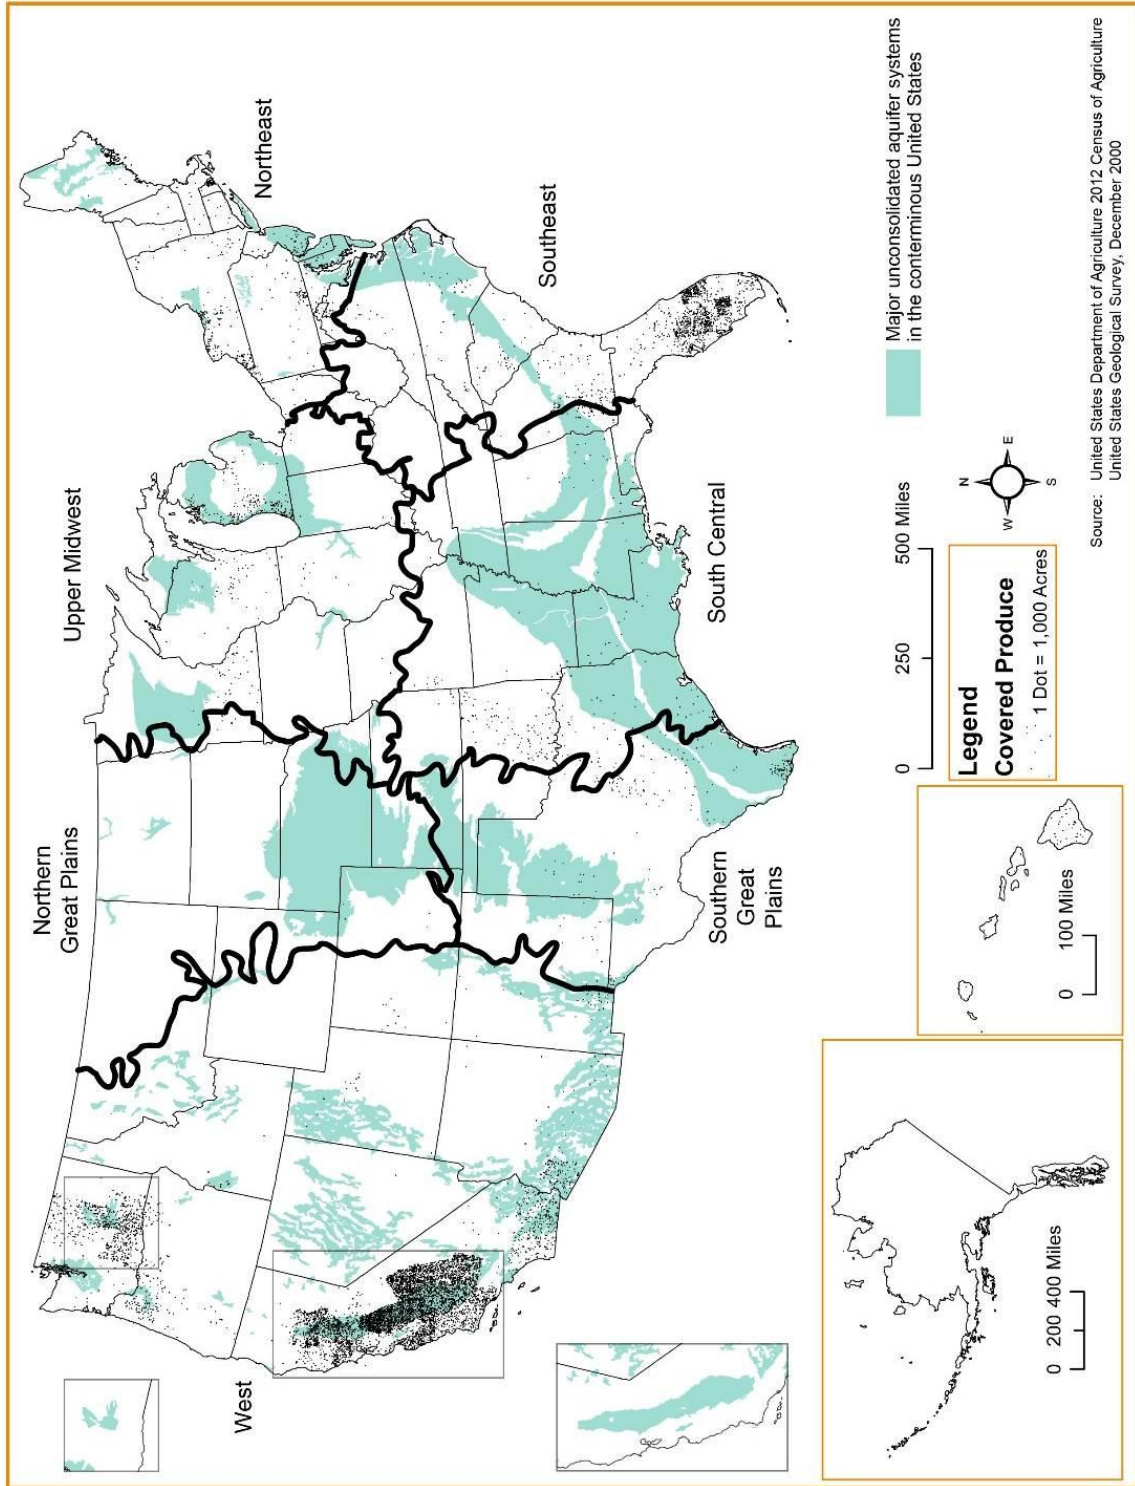 Northeast
Upper Midwest
Northern
Great Plains
West
Southeast
South Central
Southern
Great
Plains
Major unconsolidated aquifer systems
in the conterminous United States
0 250 500 Miles
N
W E
S
Legend
Covered Produce
1 Dot = 1,000 Acres
0 100 Miles
0 200 400 Miles
Source: United States Department of Agriculture 2012 Census of Agriculture
United States Geological Survey, December 2000